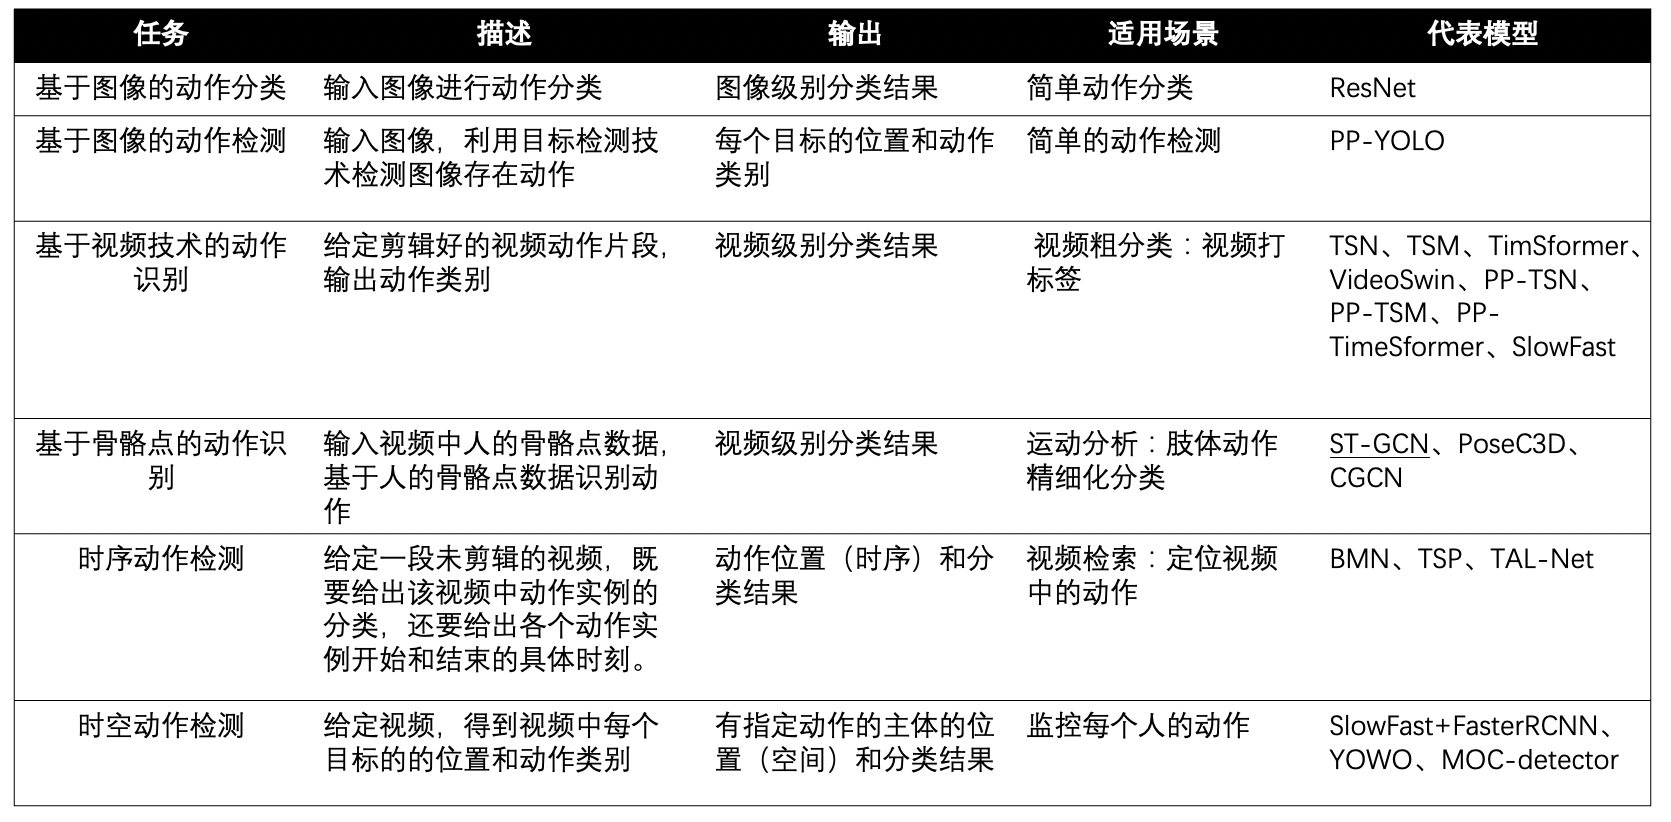 任务 描述 输出 适用场景 代表模型
基于图像的动作分类 输入图像进行动作分类 图像级别分类结果 简单动作分类 ResNet
基于图像的动作检测 输入图像，利用目标检测技 每个目标的位置和动作 简单的动作检测 PP-YOLO
术检测图像存在动作 类别
基于视频技术的动作 给定剪辑好的视频动作片段， 视频级别分类结果 视频粗分类：视频打 TSN、TSM、TimSformer、
识别 输出动作类别 标签 VideoSwin、PP-TSN、
PP-TSM、PP-
TimeSformer、SlowFast
基于骨骼点的动作识 输入视频中人的骨骼点数据， 视频级别分类结果 运动分析：肢体动作 ST-GCN、PoseC3D、
别 基于人的骨骼点数据识别动 精细化分类 CGCN
作
时序动作检测 给定一段未剪辑的视频，既 动作位置（时序）和分 视频检索：定位视频 BMN、TSP、TAL-Net
要给出该视频中动作实例的 类结果 中的动作
分类，还要给出各个动作实
例开始和结束的具体时刻。
时空动作检测 给定视频，得到视频中每个 有指定动作的主体的位 监控每个人的动作 SlowFast+FasterRCNN、
目标的的位置和动作类别 置（空间）和分类结果 YOWO、MOC-detector